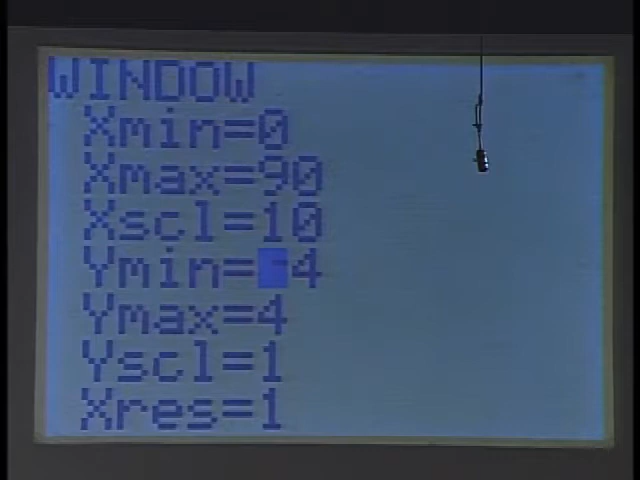 WINDOW
Xmin=0
Xmax=90
Xscl=10
Ymin=-4
Ymax=4
Yscl=1
Xres=1